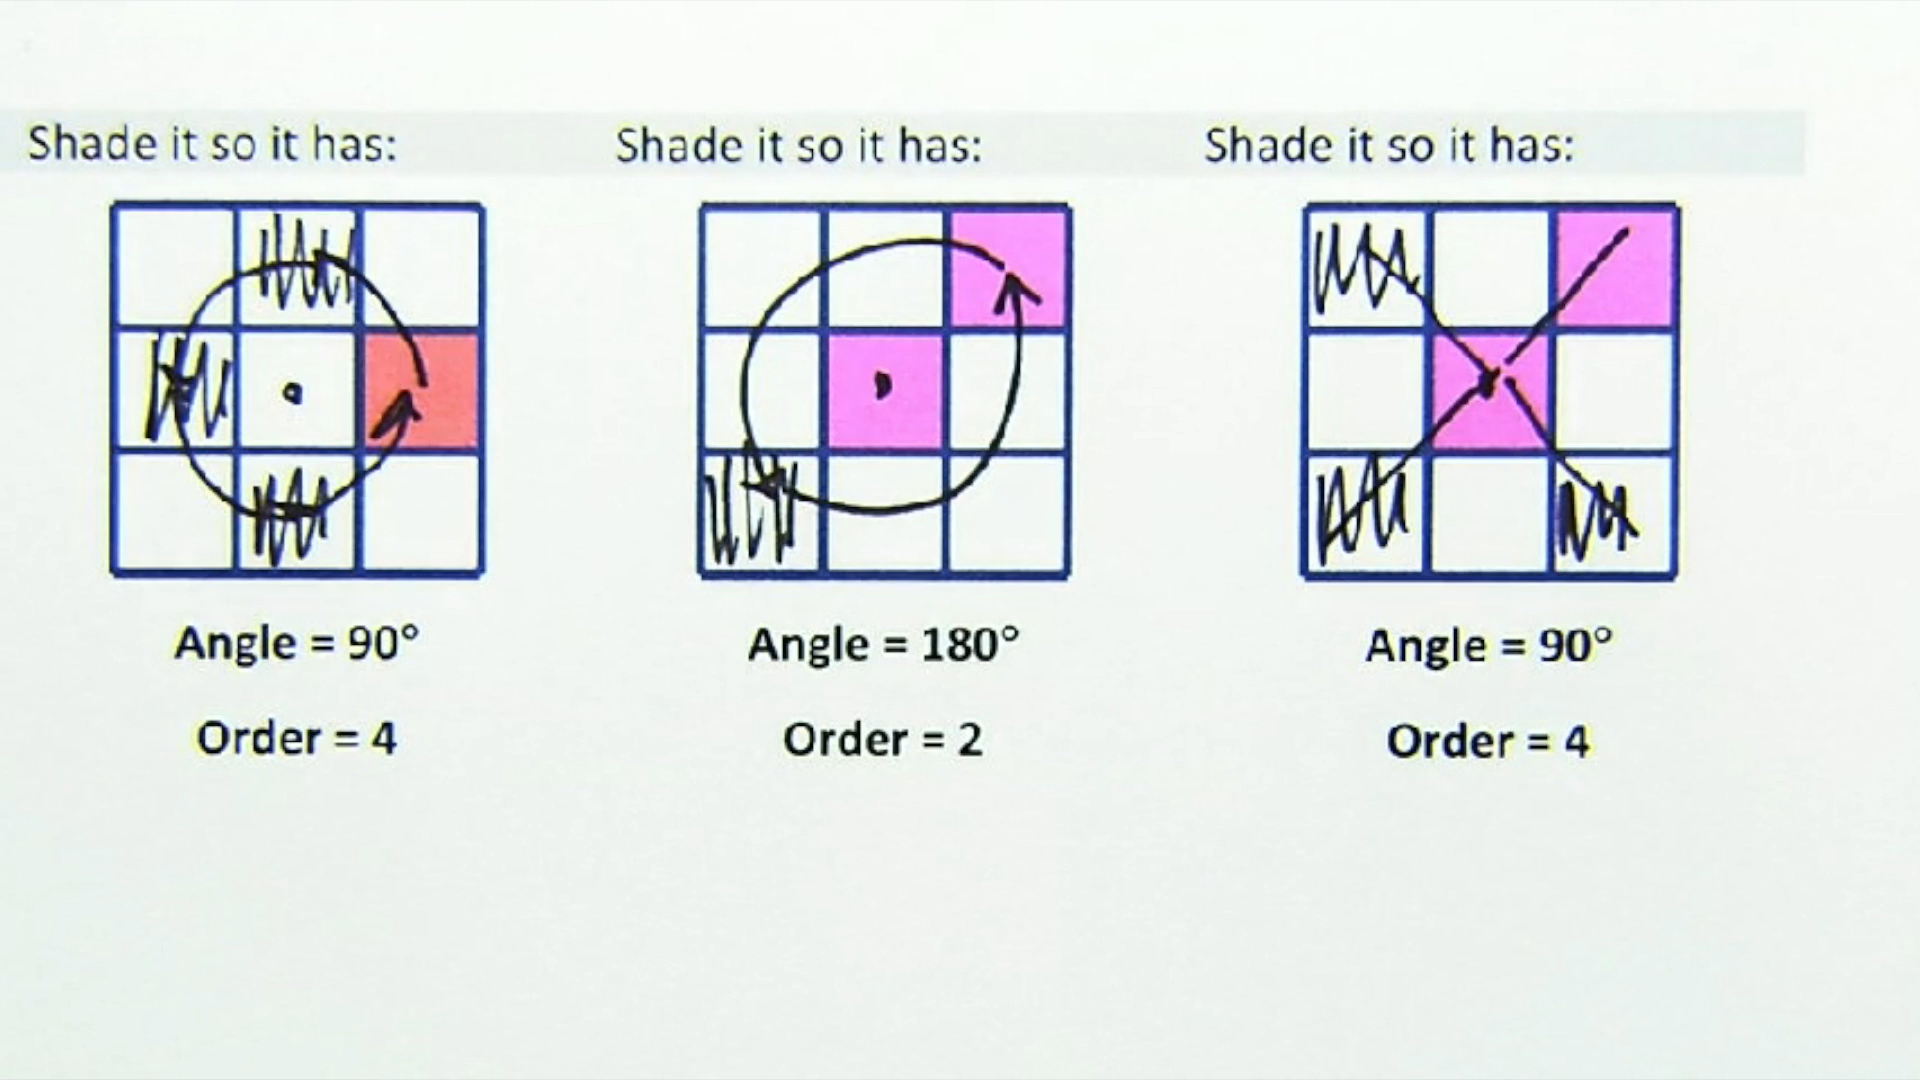 Shade it so it has:
Shade it so it has:
Shade it so it has:
Angle = 90°
Angle = 180°
Angle = 90°
Order = 4
Order = 2
Order = 4